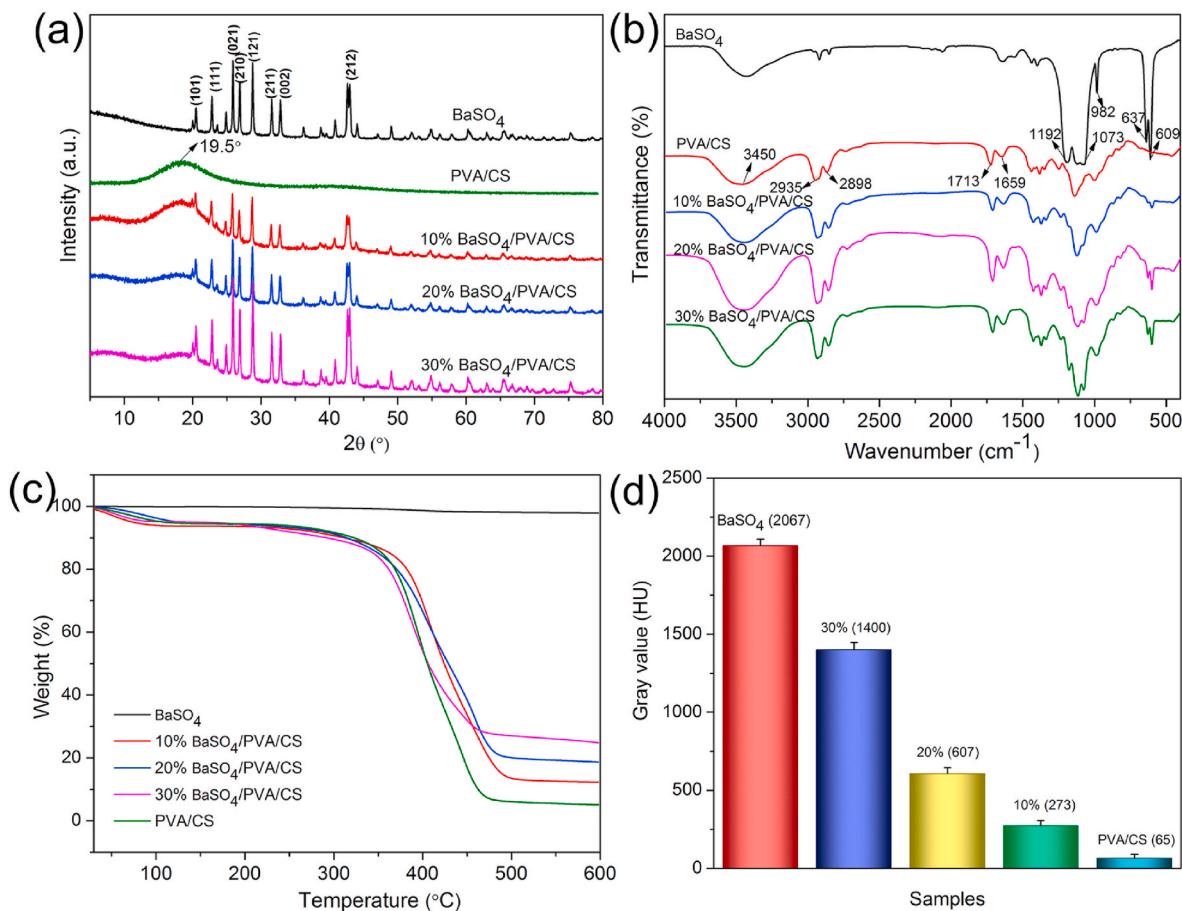 (a)
(101)
(111)
(021)
(210)
(121)
(211)
(002)
(212)
BaSO4
19.5°
PVA/CS
10% BaSO4/PVA/CS
20% BaSO4/PVA/CS
30% BaSO4/PVA/CS
Intensity (a.u.)
10 20 30 40 50 60 70 80
2θ (°)
(b)
BaSO4
982
637
609
1192
1073
PVA/CS
3450
2935
2898
1713
1659
10% BaSO4/PVA/CS
20% BaSO4/PVA/CS
30% BaSO4/PVA/CS
Transmittance (%)
4000 3500 3000 2500 2000 1500 1000 500
Wavenumber (cm-1)
(c)
100
80
60
40
20
0
Weight (%)
BaSO4
10% BaSO4/PVA/CS
20% BaSO4/PVA/CS
30% BaSO4/PVA/CS
PVA/CS
100 200 300 400 500 600
Temperature (°C)
(d)
2500
2000
1500
1000
500
0
Gray value (HU)
BaSO4 (2067)
30% (1400)
20% (607)
10% (273)
PVA/CS (65)
Samples